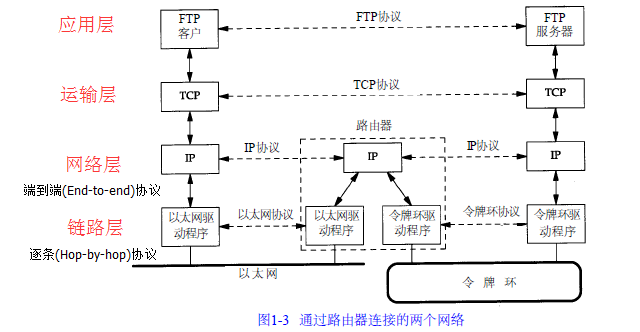 应用层
FTP
客户
FTP协议
FTP
服务器
运输层
TCP
TCP协议
TCP
路由器
网络层
IP
IP协议
IP
IP协议
IP
端到端(End-to-end)协议
链路层
以太网驱
动程序
以太网协议
以太网驱
动程序
令牌环驱
动程序
令牌环协议
令牌环驱
动程序
逐条(Hop-by-hop)协议
以太网
令牌环
图1-3 通过路由器连接的两个网络